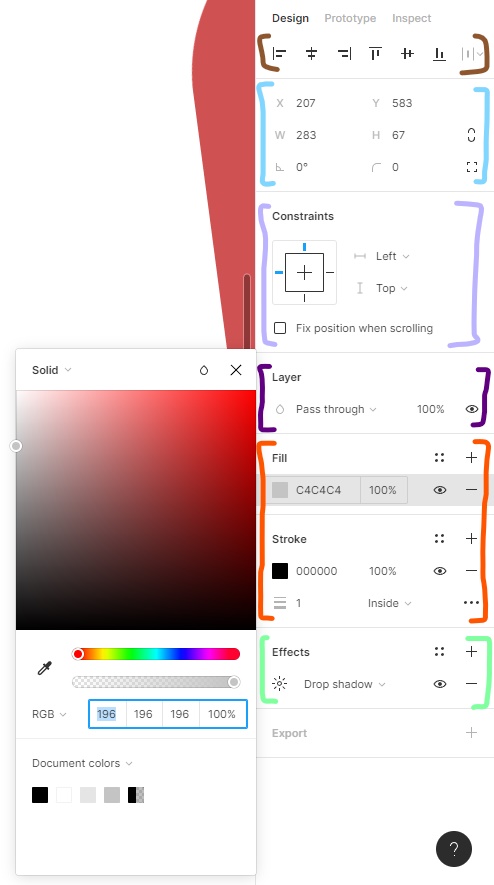 Design Prototype Inspect
X 207 Y 583
W 283 H 67
0° 0
Constraints
Left
Top
Fix position when scrolling
Solid
Layer
Pass through 100%
Fill
C4C4C4 100%
Stroke
000000 100%
1 Inside
Effects
Drop shadow
RGB 196 196 196 100%
Export
Document colors
?